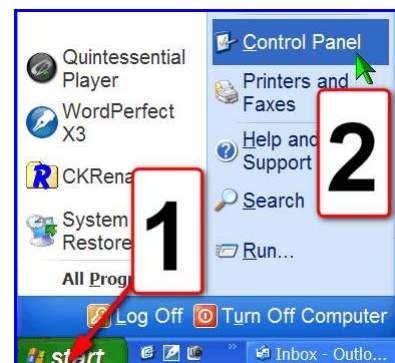 Quintessential
Player
WordPerfect
X3
CKRena
System
Restore
All Progr
Control Panel
Printers and
Faxes
Help and
Support
Search
Run...
1
2
Log Off
Turn Off Computer
start
Inbox - Outlo...